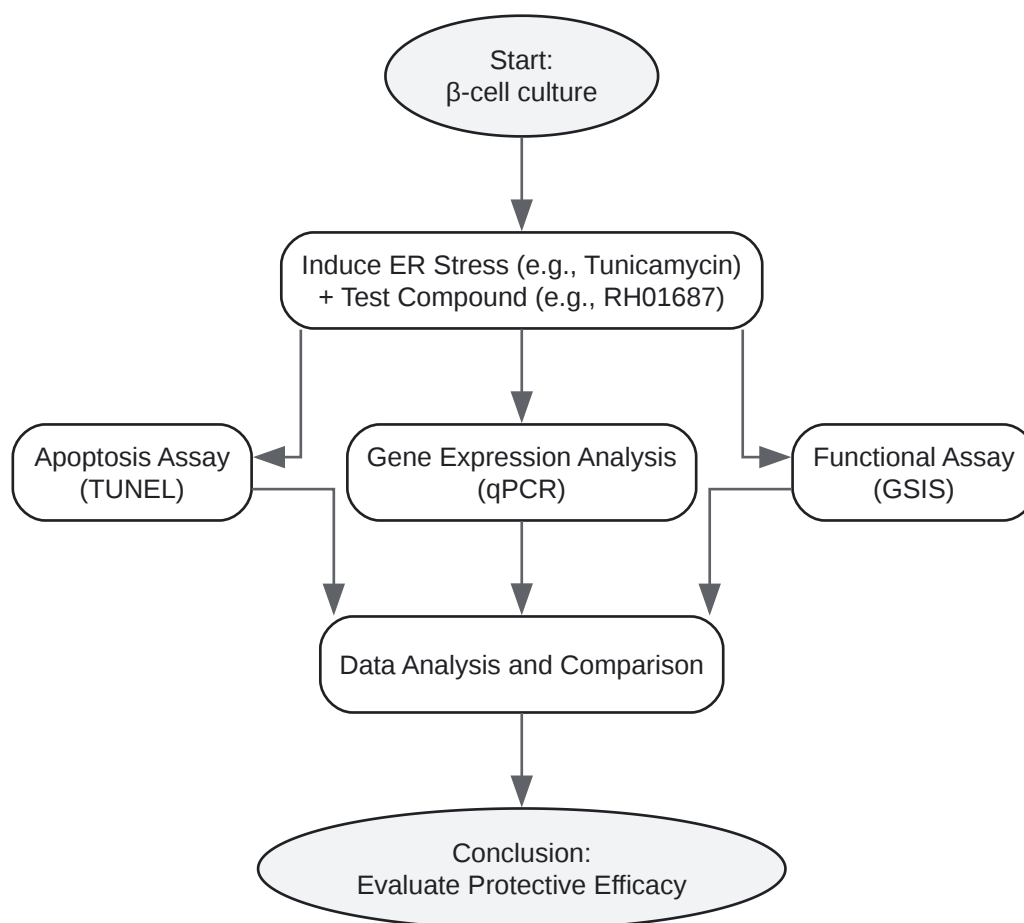 Start:
β-cell culture
Induce ER Stress (e.g., Tunicamycin)
+ Test Compound (e.g., RH01687)
Apoptosis Assay
(TUNEL)
Gene Expression Analysis
(qPCR)
Functional Assay
(GSIS)
Data Analysis and Comparison
Conclusion:
Evaluate Protective Efficacy